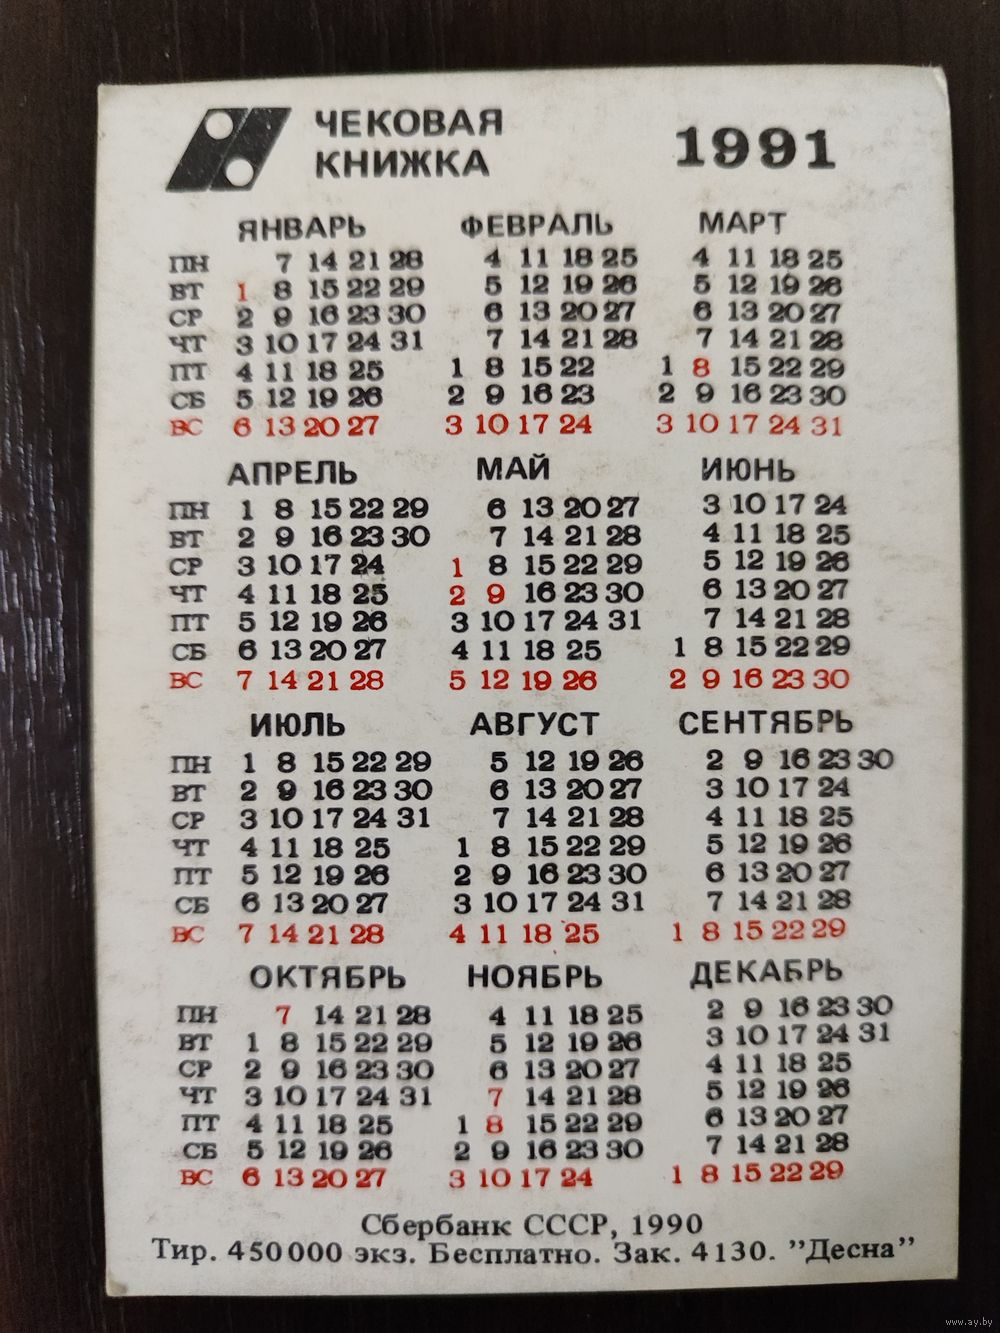 ЧЕКОВАЯ
КНИЖКА
1991
ЯНВАРЬ ФЕВРАЛЬ МАРТ
ПН 7 14 21 28 4 11 18 25 4 11 18 25
ВТ 1 8 15 22 29 5 12 19 26 5 12 19 26
СР 2 9 16 23 30 6 13 20 27 6 13 20 27
ЧТ 3 10 17 24 31 7 14 21 28 7 14 21 28
ПТ 4 11 18 25 1 8 15 22 1 8 15 22 29
СБ 5 12 19 26 2 9 16 23 2 9 16 23 30
ВС 6 13 20 27 3 10 17 24 3 10 17 24 31
АПРЕЛЬ МАЙ ИЮНЬ
ПН 1 8 15 22 29 6 13 20 27 3 10 17 24
ВТ 2 9 16 23 30 7 14 21 28 4 11 18 25
СР 3 10 17 24 1 8 15 22 29 5 12 19 26
ЧТ 4 11 18 25 2 9 16 23 30 6 13 20 27
ПТ 5 12 19 26 3 10 17 24 31 7 14 21 28
СБ 6 13 20 27 4 11 18 25 1 8 15 22 29
ВС 7 14 21 28 5 12 19 26 2 9 16 23 30
ИЮЛЬ АВГУСТ СЕНТЯБРЬ
ПН 1 8 15 22 29 5 12 19 26 2 9 16 23 30
ВТ 2 9 16 23 30 6 13 20 27 3 10 17 24
СР 3 10 17 24 31 7 14 21 28 4 11 18 25
ЧТ 4 11 18 25 1 8 15 22 29 5 12 19 26
ПТ 5 12 19 26 2 9 16 23 30 6 13 20 27
СБ 6 13 20 27 3 10 17 24 31 7 14 21 28
ВС 7 14 21 28 4 11 18 25 1 8 15 22 29
ОКТЯБРЬ НОЯБРЬ ДЕКАБРЬ
ПН 7 14 21 28 4 11 18 25 2 9 16 23 30
ВТ 1 8 15 22 29 5 12 19 26 3 10 17 24 31
СР 2 9 16 23 30 6 13 20 27 4 11 18 25
ЧТ 3 10 17 24 31 7 14 21 28 5 12 19 26
ПТ 4 11 18 25 1 8 15 22 29 6 13 20 27
СБ 5 12 19 26 2 9 16 23 30 7 14 21 28
ВС 6 13 20 27 3 10 17 24 1 8 15 22 29
Сбербанк СССР, 1990
Тир. 450 000 экз. Бесплатно. Зак. 4130. "Десна"
www.ay.by